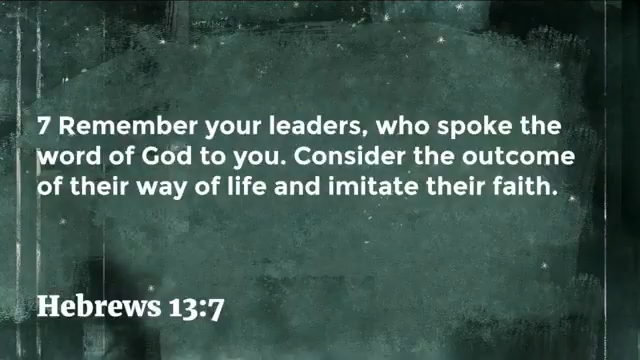 7 Remember your leaders, who spoke the
word of God to you. Consider the outcome
of their way of life and imitate their faith.
Hebrews 13:7